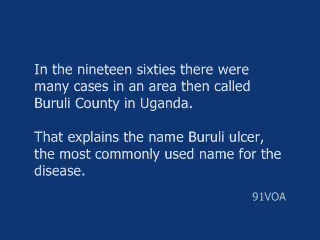 In the nineteen sixties there were
many cases in an area then called
Buruli County in Uganda.
That explains the name Buruli ulcer,
the most commonly used name for the
disease.
91VOA